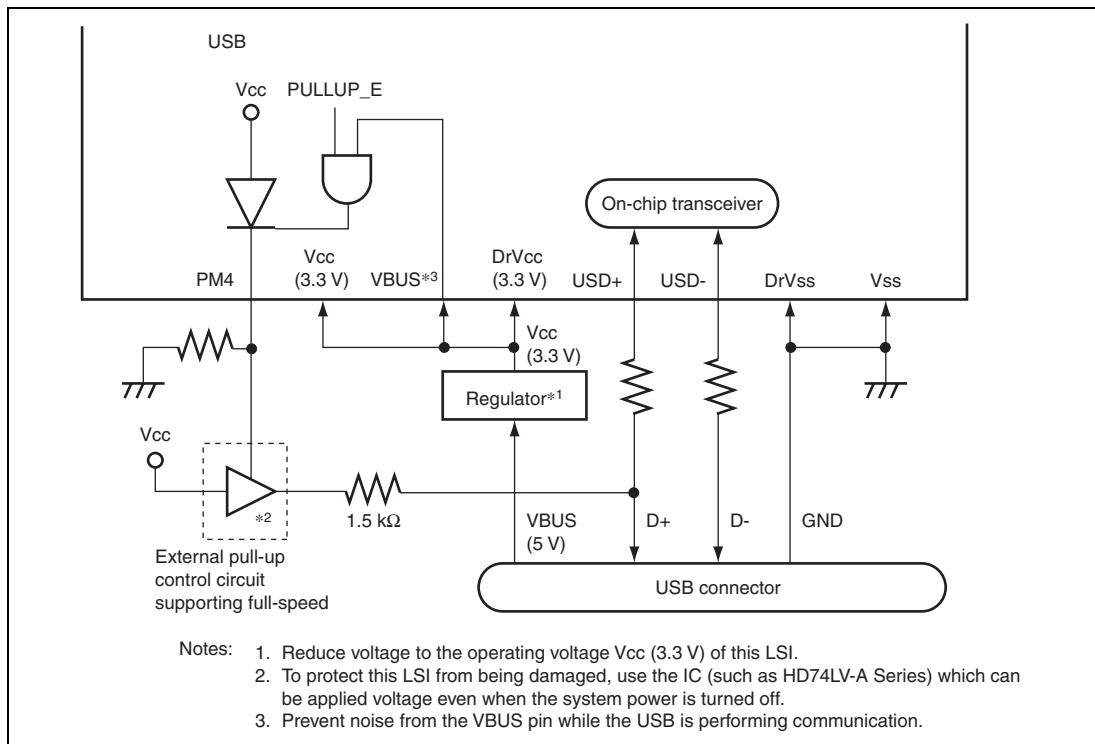 USB
Vcc
PULLUP_E
On-chip transceiver
PM4
Vcc
(3.3 V)
VBUS*3
DrVcc
(3.3 V)
USD+
USD-
DrVss
Vss
Vcc
(3.3 V)
Regulator*1
Vcc
*2
1.5 kΩ
External pull-up
control circuit
supporting full-speed
VBUS
(5 V)
D+
D-
GND
USB connector
Notes: 1. Reduce voltage to the operating voltage Vcc (3.3 V) of this LSI.
2. To protect this LSI from being damaged, use the IC (such as HD74LV-A Series) which can
be applied voltage even when the system power is turned off.
3. Prevent noise from the VBUS pin while the USB is performing communication.